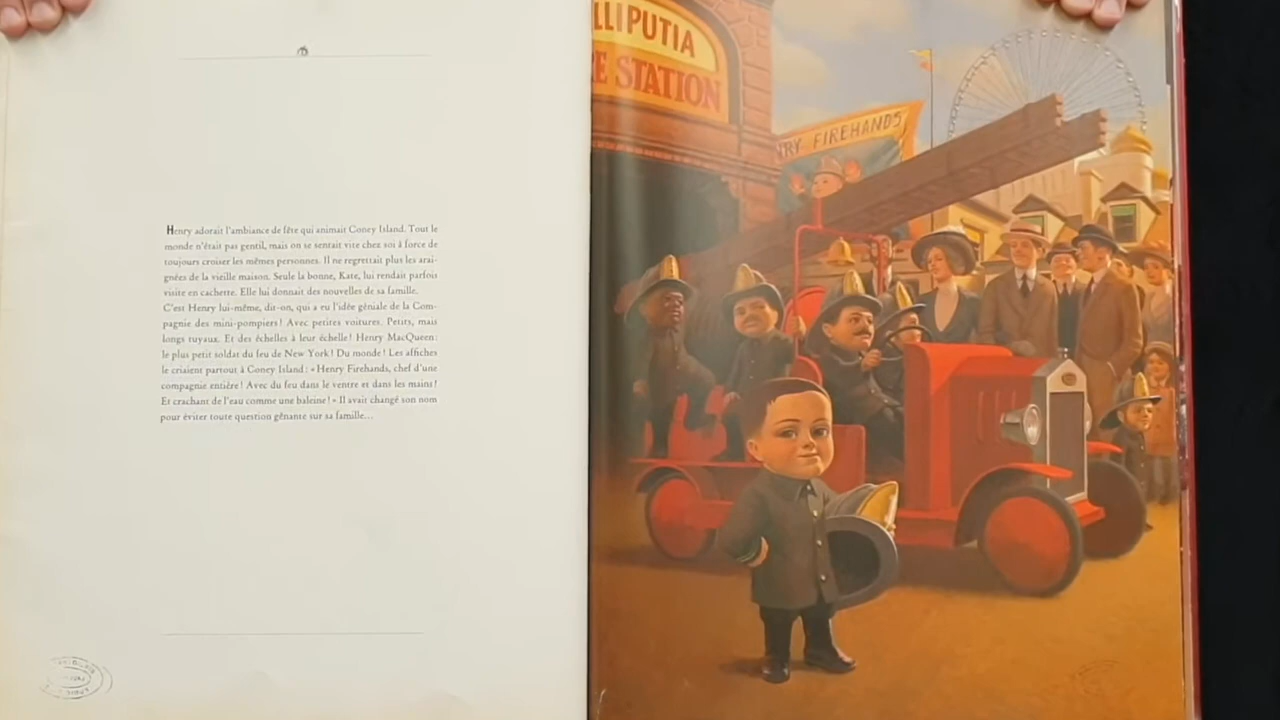 Henry adorait l'ambiance de fête qui animait Coney Island. Tout le
monde n'était pas gentil, mais on se sentait vite chez soi à force de
toujours croiser les mêmes personnes. Il ne regrettait plus les arai-
gnées de la vieille maison. Seule la bonne, Kate, lui rendait parfois
visite en cachette. Elle lui donnait des nouvelles de sa famille.
C'est Henry lui-même, dit-on, qui a eu l'idée géniale de la Com-
pagnie des mini-pompiers! Avec petites voitures. Petits, mais
longs tuyaux. Et des échelles à leur échelle! Henry MacQueen:
le plus petit soldat du feu de New York! Du monde! Les affiches
le criaient partout à Coney Island: «Henry Firehands, chef d'une
compagnie entière! Avec du feu dans le ventre et dans les mains!
Et crachant de l'eau comme une baleine!» Il avait changé son nom
pour éviter toute question gênante sur sa famille...
LLIPUTIA
E STATION
RY FIREHANDS